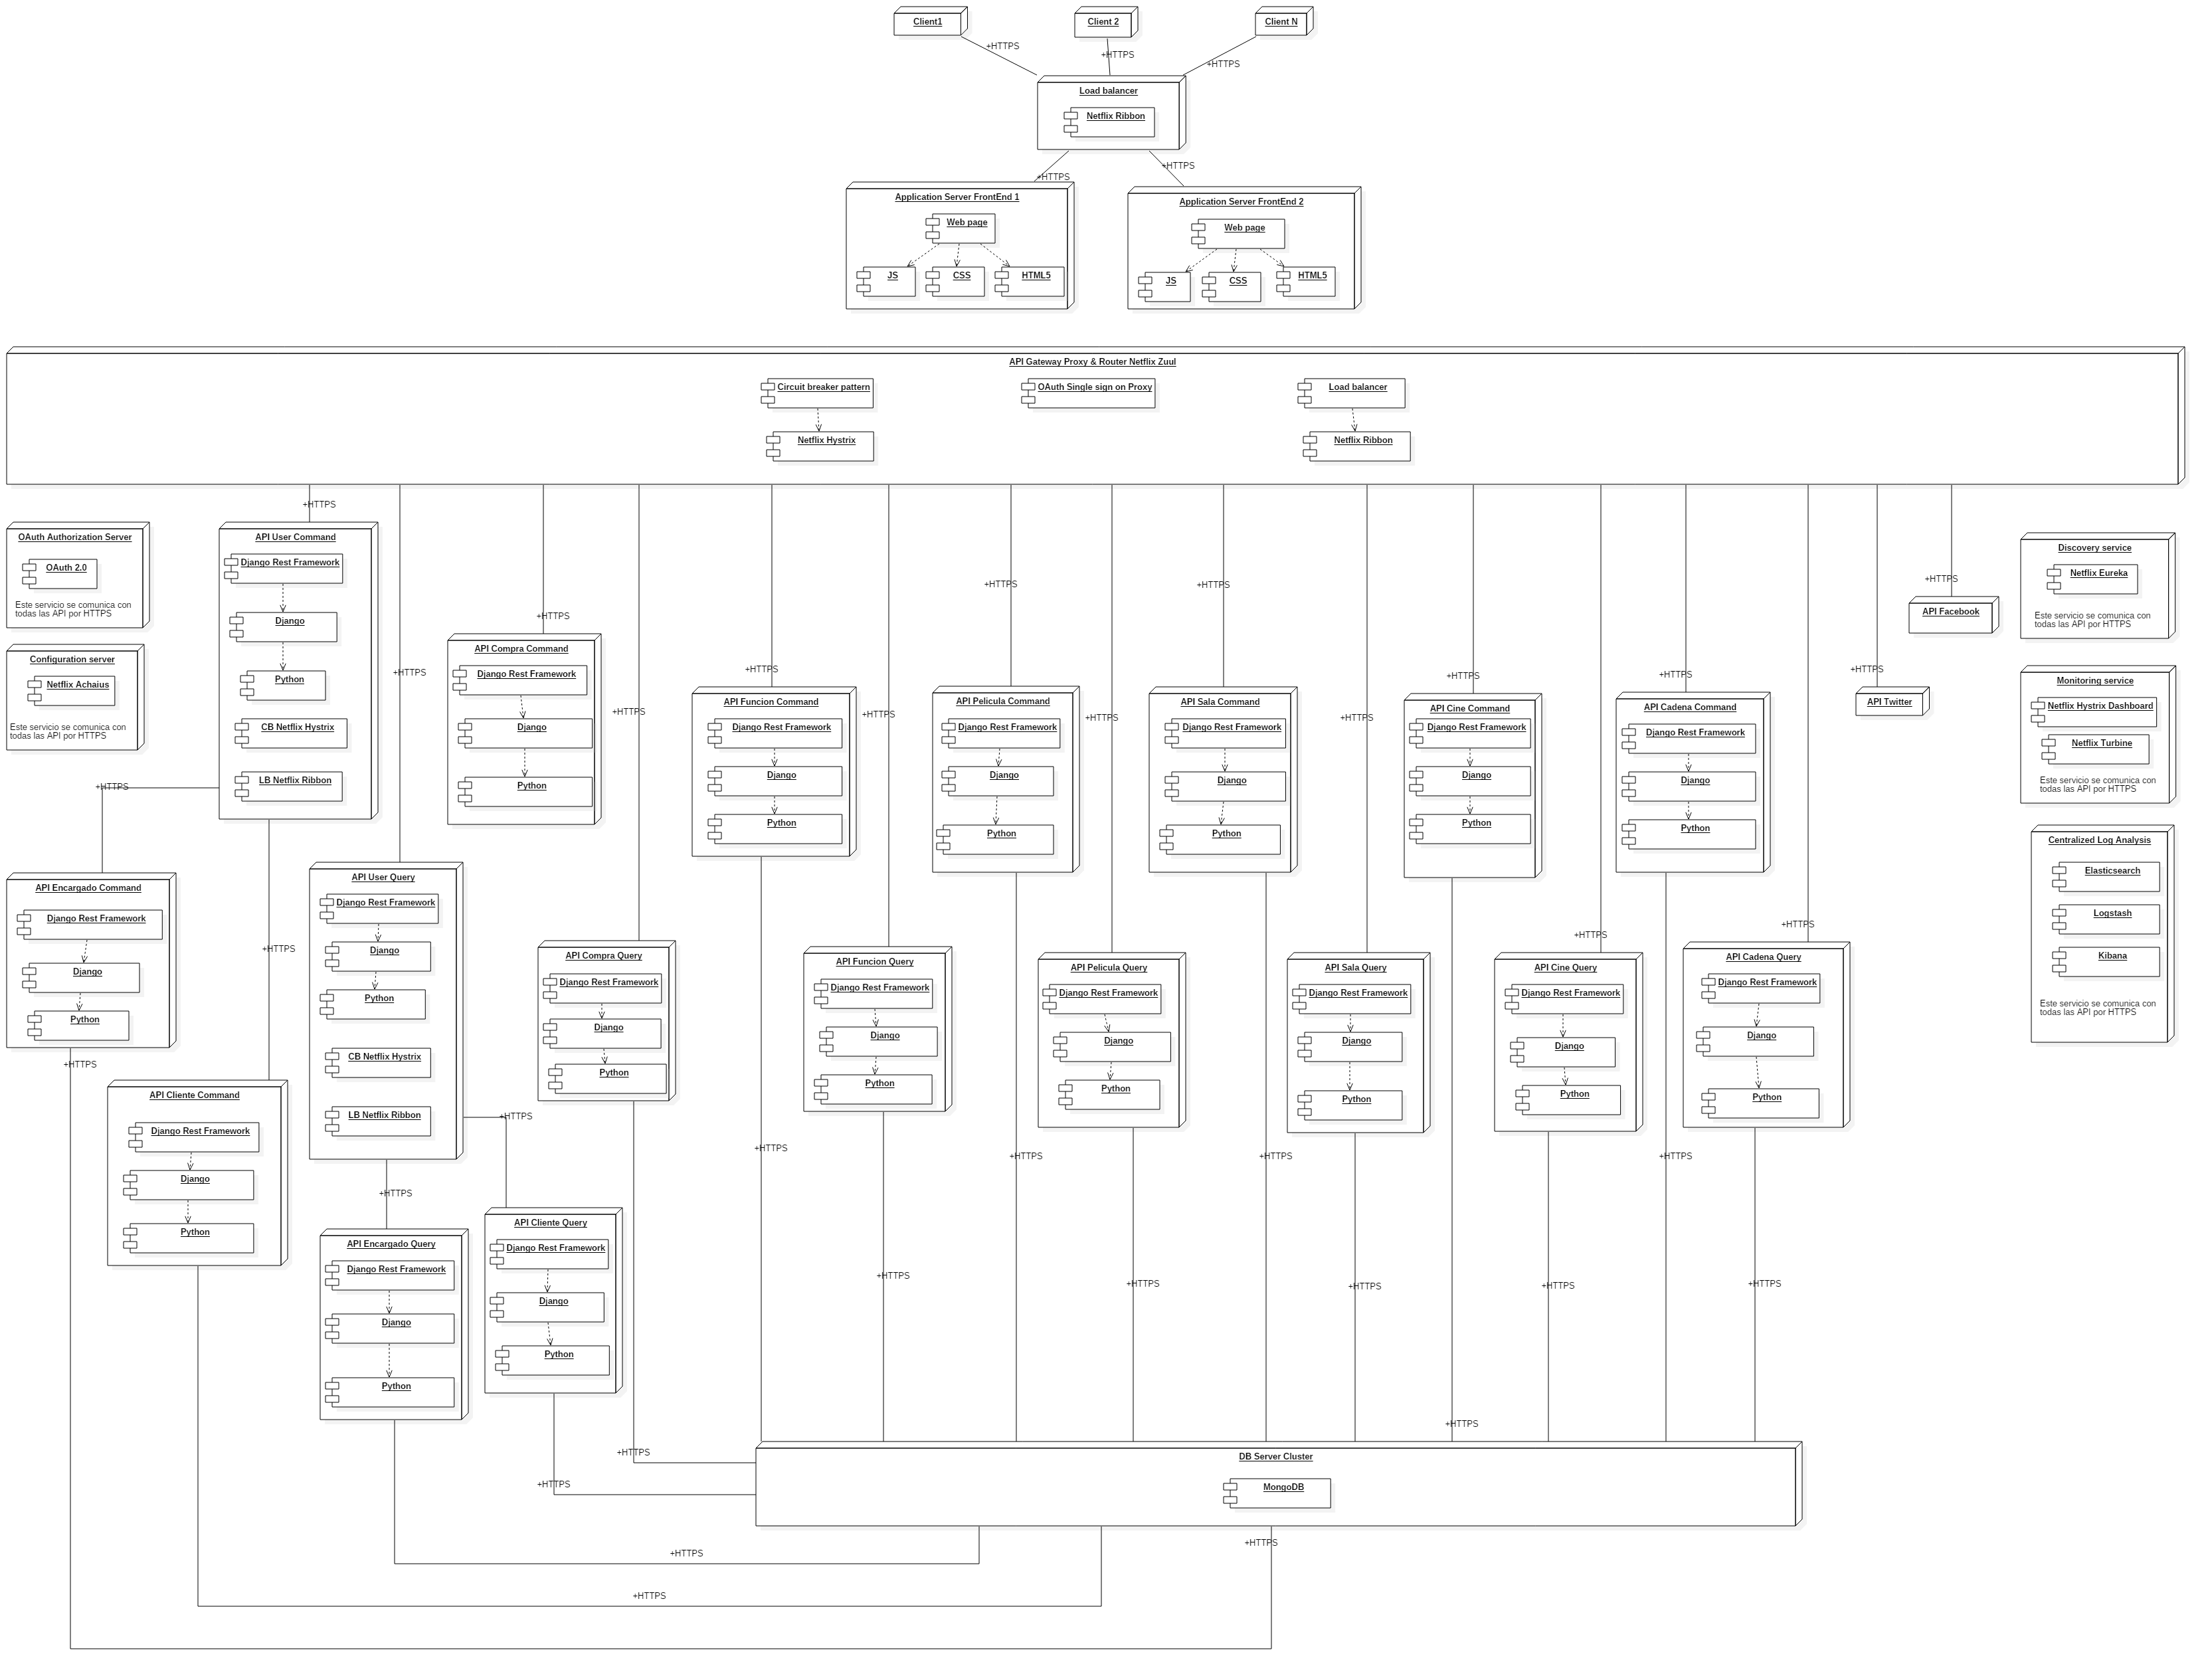 Client1
Client 2
Client N
+HTTPS
+HTTPS
+HTTPS
Load balancer
Netflix Ribbon
+HTTPS
+HTTPS
Application Server FrontEnd 1
Web page
JS
CSS
HTML5
Application Server FrontEnd 2
Web page
JS
CSS
HTML5
API Gateway Proxy & Router Netflix Zuul
Circuit breaker pattern
Netflix Hystrix
OAuth Single sign on Proxy
Load balancer
Netflix Ribbon
OAuth Authorization Server
OAuth 2.0
Este servicio se comunica con
todas las API por HTTPS
Configuration server
Netflix Achaius
Este servicio se comunica con
todas las API por HTTPS
+HTTPS
API User Command
Django Rest Framework
Django
Python
CB Netflix Hystrix
LB Netflix Ribbon
+HTTPS
+HTTPS
API Compra Command
Django Rest Framework
Django
Python
+HTTPS
+HTTPS
API Funcion Command
Django Rest Framework
Django
Python
+HTTPS
+HTTPS
API Pelicula Command
Django Rest Framework
Django
Python
+HTTPS
+HTTPS
API Sala Command
Django Rest Framework
Django
Python
+HTTPS
+HTTPS
API Cine Command
Django Rest Framework
Django
Python
+HTTPS
+HTTPS
API Cadena Command
Django Rest Framework
Django
Python
+HTTPS
+HTTPS
API Twitter
+HTTPS
API Facebook
Discovery service
Netflix Eureka
Este servicio se comunica con
todas las API por HTTPS
Monitoring service
Netflix Hystrix Dashboard
Netflix Turbine
Este servicio se comunica con
todas las API por HTTPS
Centralized Log Analysis
Elasticsearch
Logstash
Kibana
Este servicio se comunica con
todas las API por HTTPS
+HTTPS
API Encargado Command
Django Rest Framework
Django
Python
+HTTPS
+HTTPS
API Cliente Command
Django Rest Framework
Django
Python
API User Query
Django Rest Framework
Django
Python
CB Netflix Hystrix
LB Netflix Ribbon
+HTTPS
+HTTPS
API Encargado Query
Django Rest Framework
Django
Python
API Cliente Query
Django Rest Framework
Django
Python
API Compra Query
Django Rest Framework
Django
Python
API Funcion Query
Django Rest Framework
Django
Python
API Pelicula Query
Django Rest Framework
Django
Python
API Sala Query
Django Rest Framework
Django
Python
API Cine Query
Django Rest Framework
Django
Python
API Cadena Query
Django Rest Framework
Django
Python
+HTTPS
+HTTPS
+HTTPS
+HTTPS
+HTTPS
+HTTPS
+HTTPS
+HTTPS
+HTTPS
+HTTPS
+HTTPS
+HTTPS
DB Server Cluster
MongoDB
+HTTPS
+HTTPS
+HTTPS